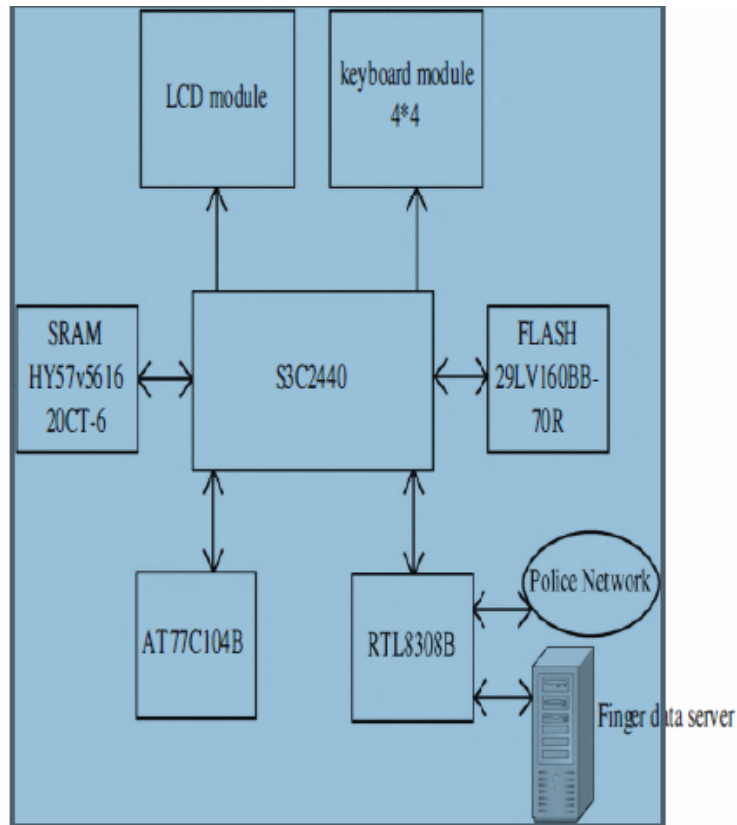 LCD module
keyboard module
4*4
SRAM
HY57v5616
20CT-6
S3C2440
FLASH
29LV160BB-
70R
AT77C104B
RTL8308B
Police Network
Finger data server